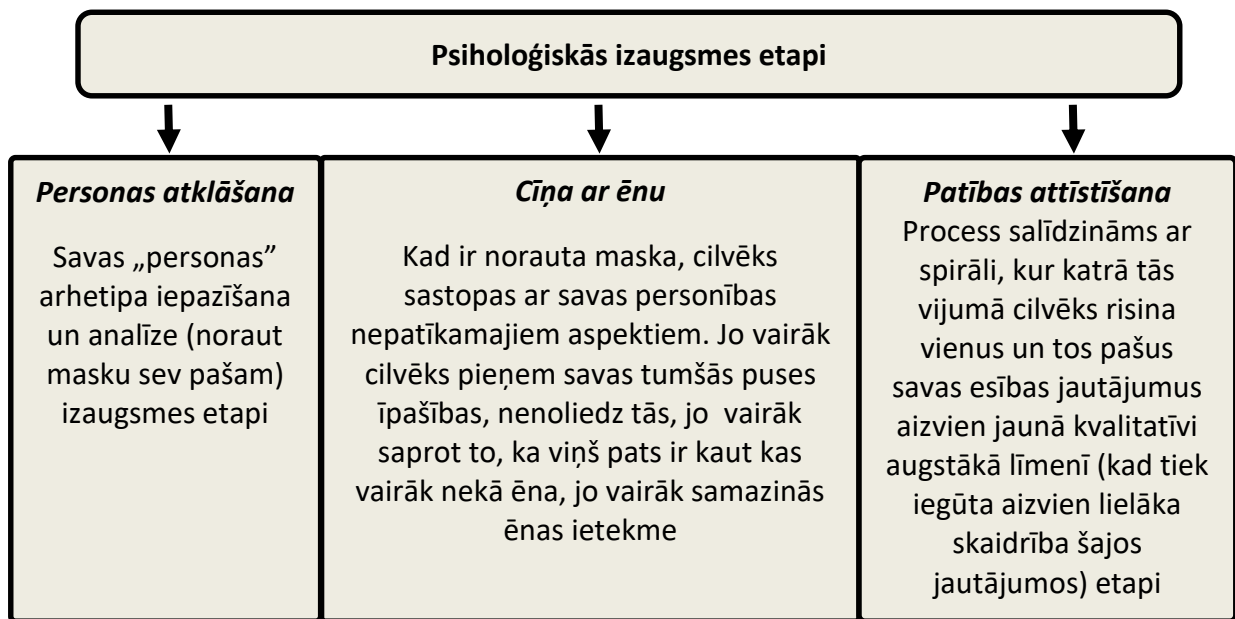 Psiholoģiskās izaugsmes etapi
Personas atklāšana
Savas „personas”
arhetipa iepazīšana
un analīze (noraut
masku sev pašam)
izaugsmes etapi
Cīņa ar ēnu
Kad ir norauta maska, cilvēks
sastopas ar savas personības
nepatīkamajiem aspektiem. Jo vairāk
cilvēks pieņem savas tumšās puses
īpašības, nenoliedz tās, jo vairāk
saprot to, ka viņš pats ir kaut kas
vairāk nekā ēna, jo vairāk samazinās
ēnas ietekme
Patības attīstīšana
Process salīdzināms ar
spirāli, kur katrā tās
vijumā cilvēks risina
vienus un tos pašus
savas esības jautājumus
aizvien jaunā kvalitatīvi
augstākā līmenī (kad tiek
iegūta aizvien lielāka
skaidrība šajos
jautājumos) etapi